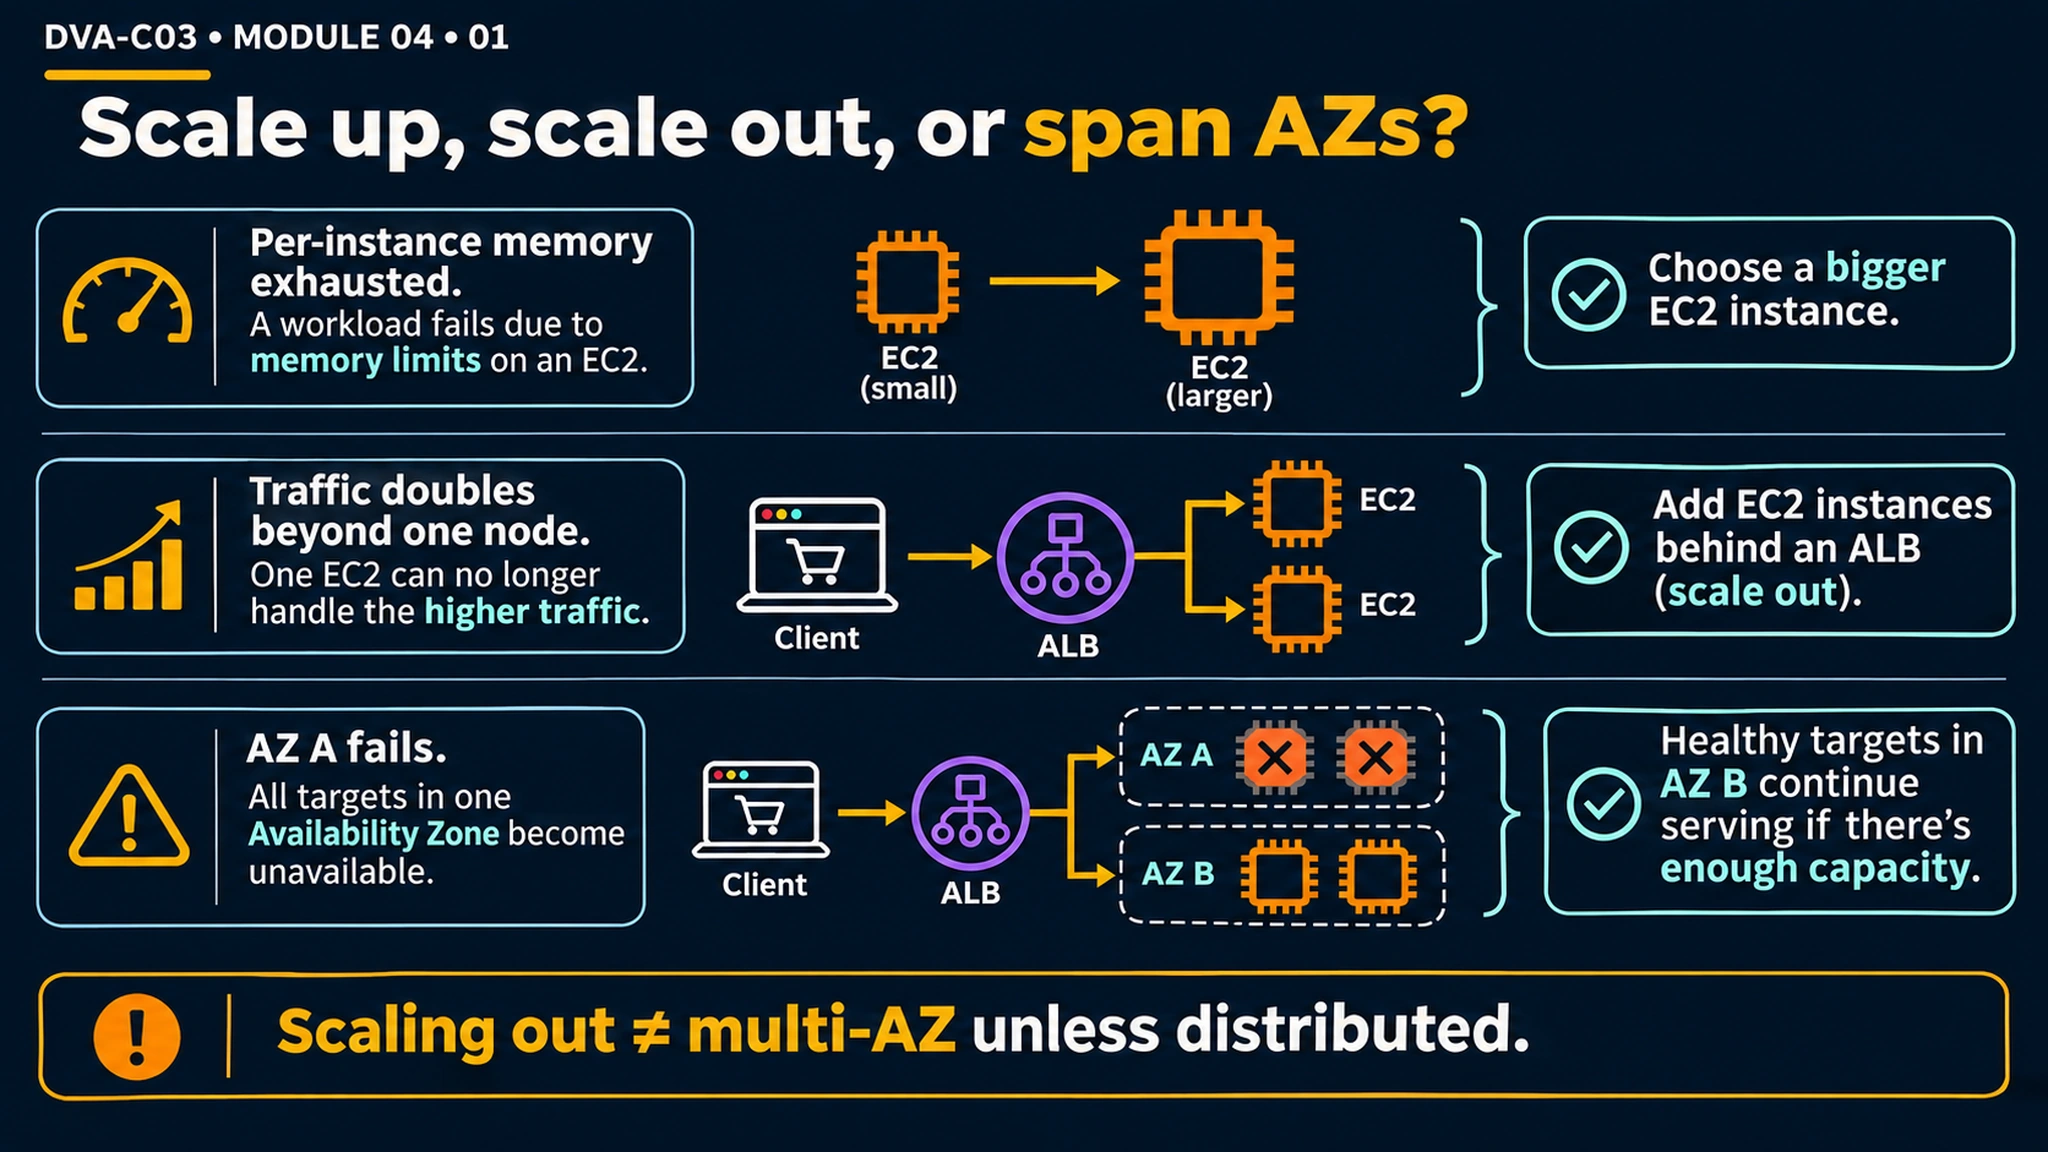 DVA-C03 • MODULE 04 • 01
Scale up, scale out, or span AZs?
Per-instance memory
exhausted.
A workload fails due to
memory limits on an EC2.
EC2
(small)
EC2
(larger)
Choose a bigger
EC2 instance.
Traffic doubles
beyond one node.
One EC2 can no longer
handle the higher traffic.
Client
ALB
EC2
EC2
Add EC2 instances
behind an ALB
(scale out).
AZ A fails.
All targets in one
Availability Zone become
unavailable.
Client
ALB
AZ A
AZ B
Healthy targets in
AZ B continue
serving if there's
enough capacity.
Scaling out ≠ multi-AZ unless distributed.